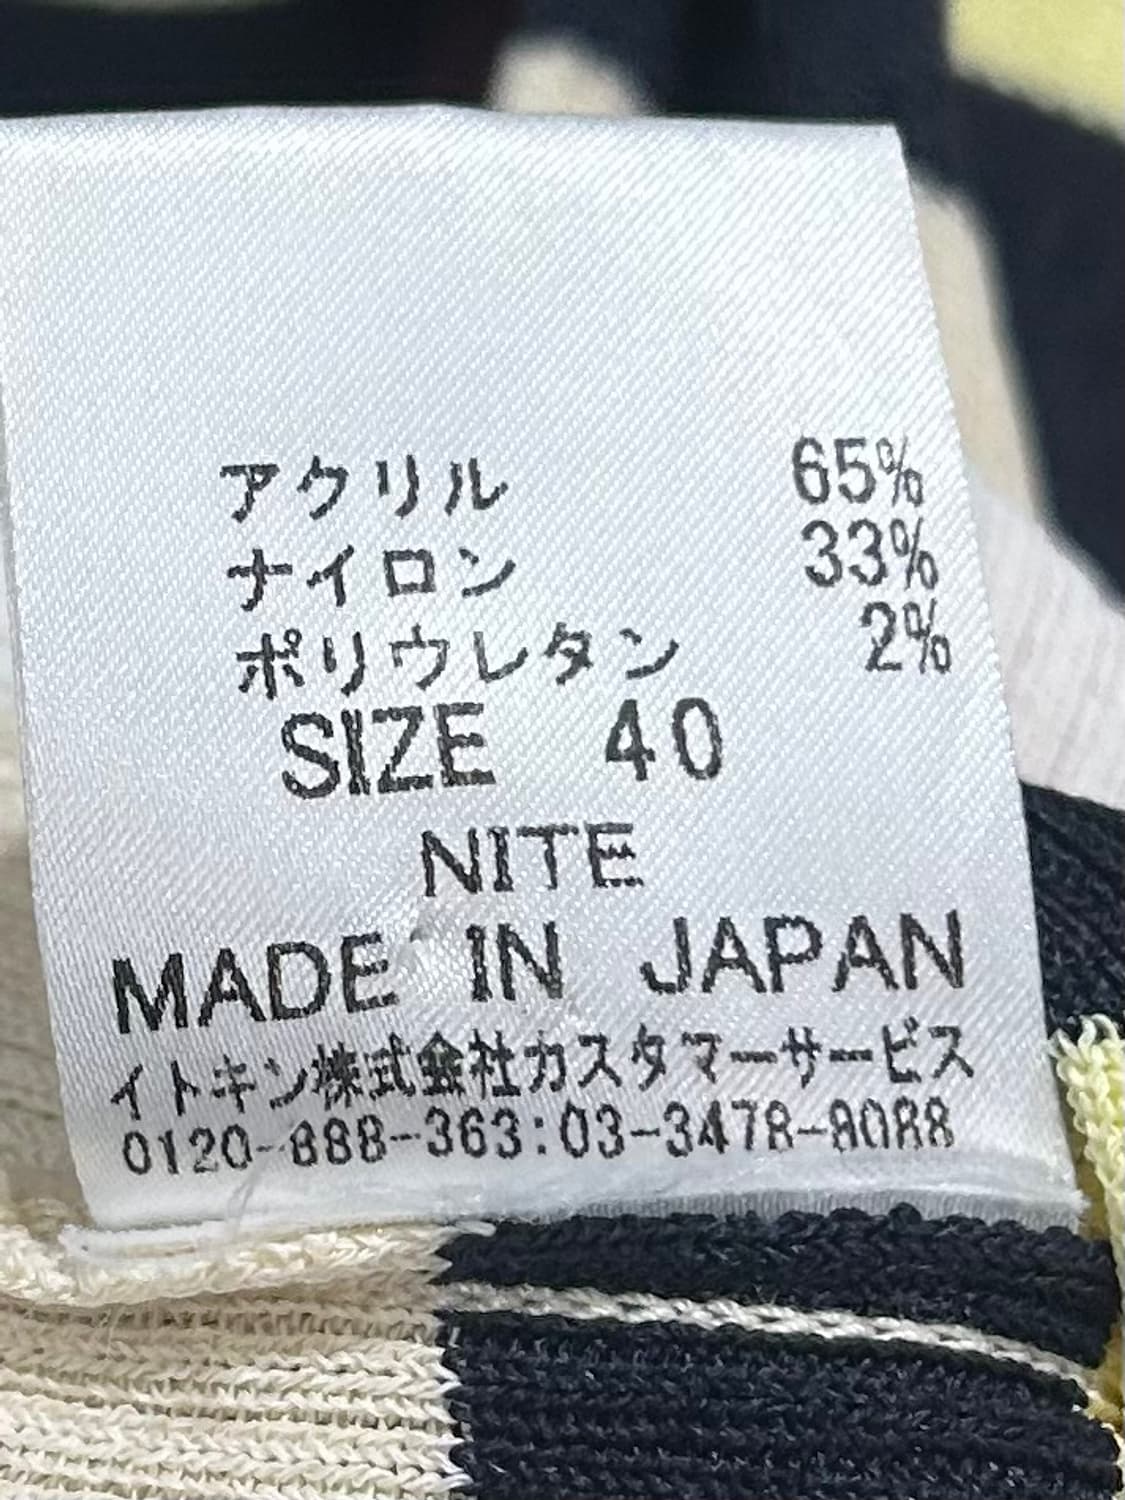 アクリル 65%
ナイロン 33%
ポリウレタン 2%
SIZE 40
NITE
MADE IN JAPAN
イトキン株式会社カスタマーサービス
0120-888-363:03-3478-8088